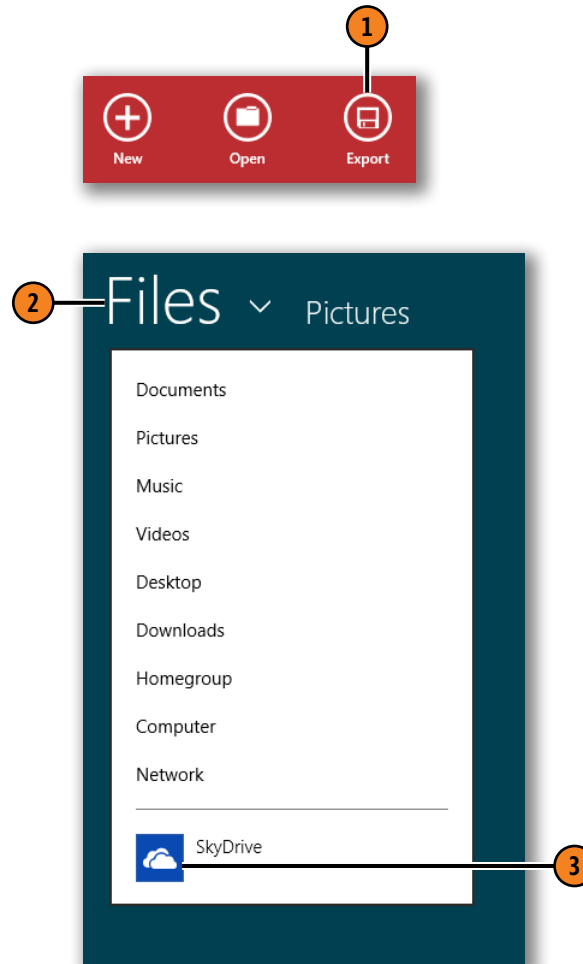 1
New Open Export
2
Files Pictures
Documents
Pictures
Music
Videos
Desktop
Downloads
Homegroup
Computer
Network
SkyDrive
3